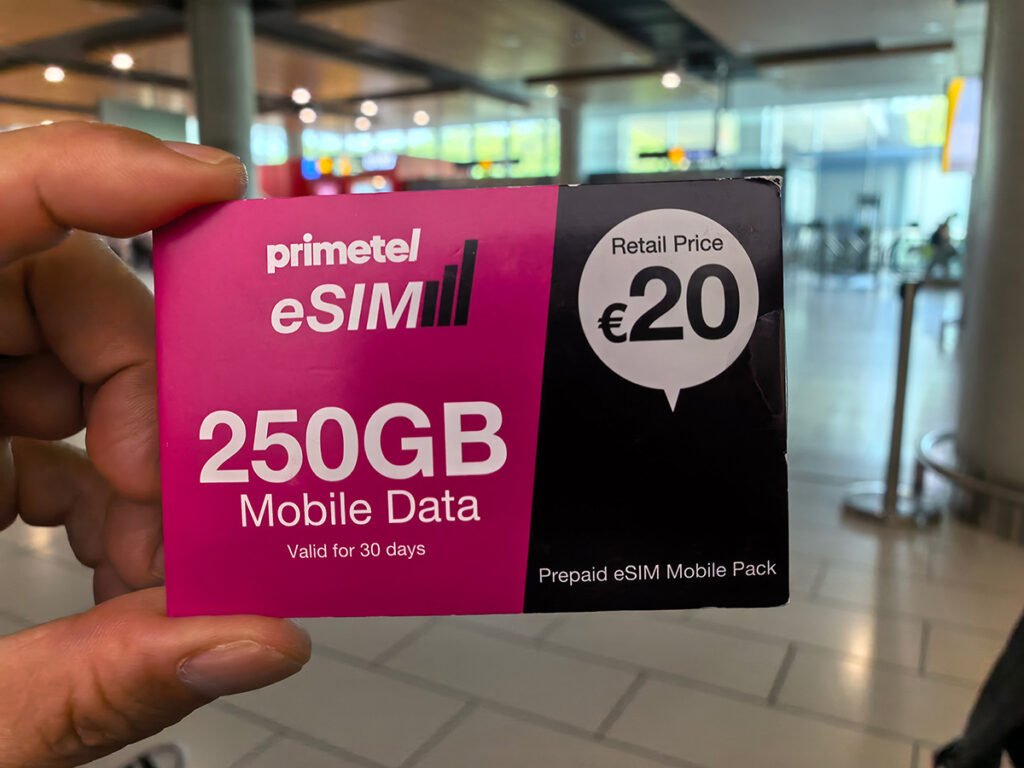 primetel
eSIM
250GB
Mobile Data
Valid for 30 days
Retail Price
€20
Prepaid eSIM Mobile Pack